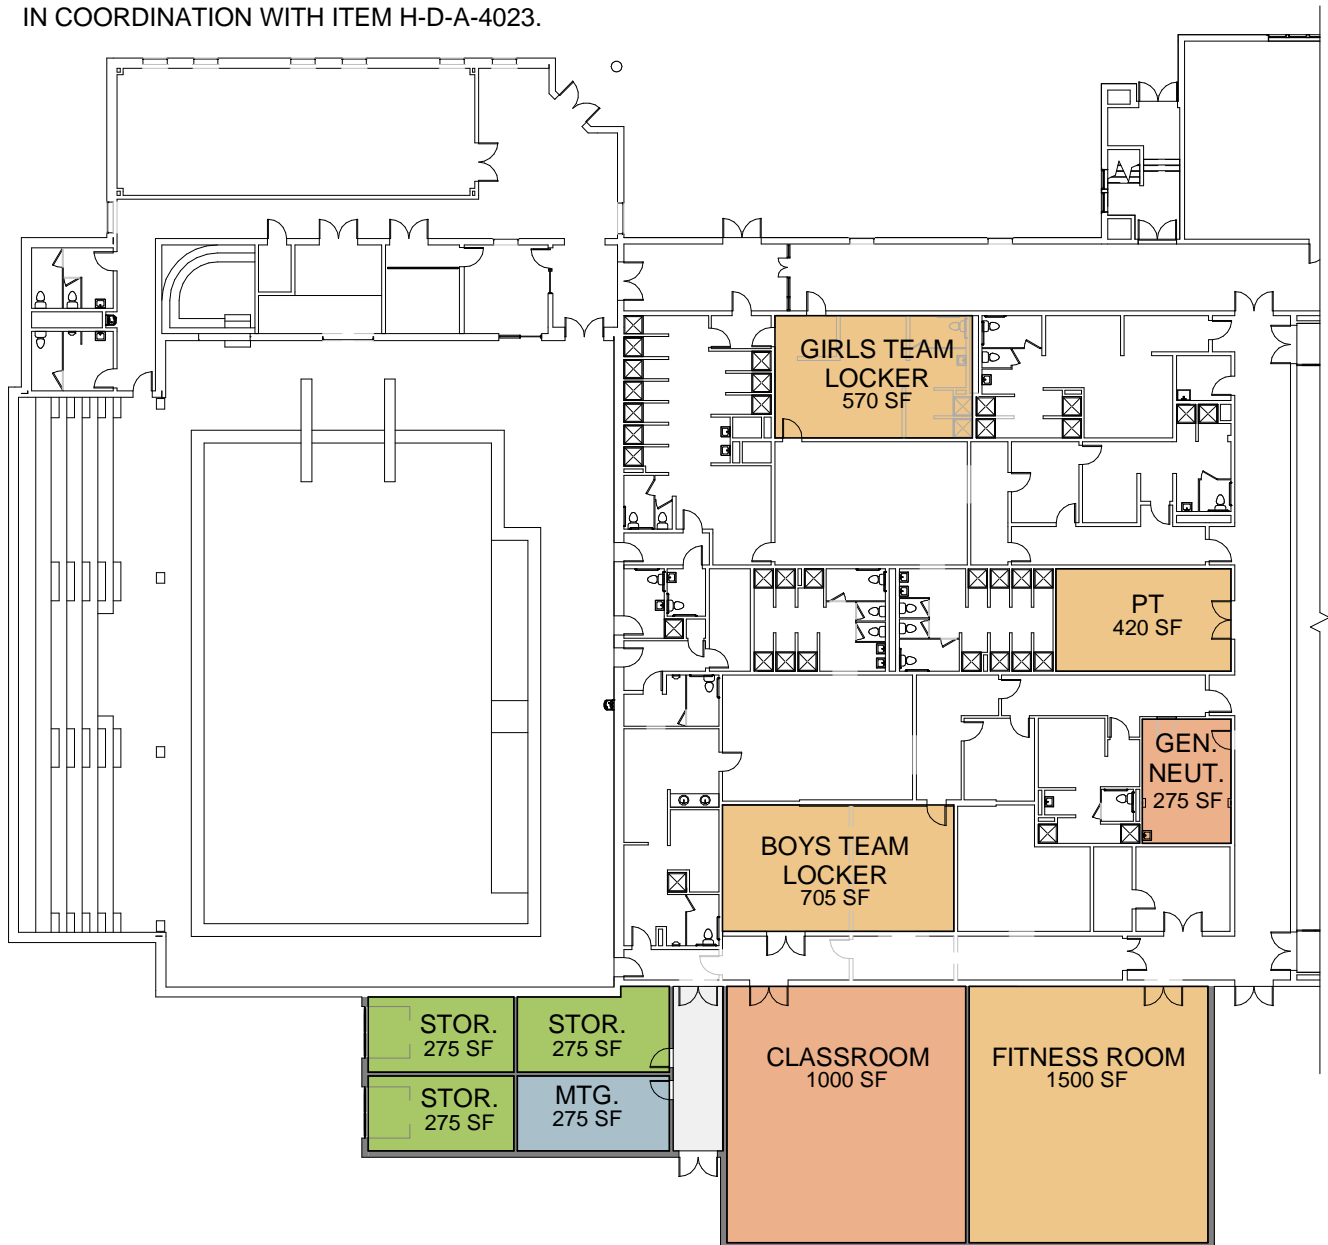 IN COORDINATION WITH ITEM H-D-A-4023.
GIRLS TEAM
LOCKER
570 SF
PT
420 SF
GEN.
NEUT.
275 SF
BOYS TEAM
LOCKER
705 SF
STOR.
275 SF
STOR.
275 SF
CLASSROOM
1000 SF
FITNESS ROOM
1500 SF
STOR.
275 SF
MTG.
275 SF